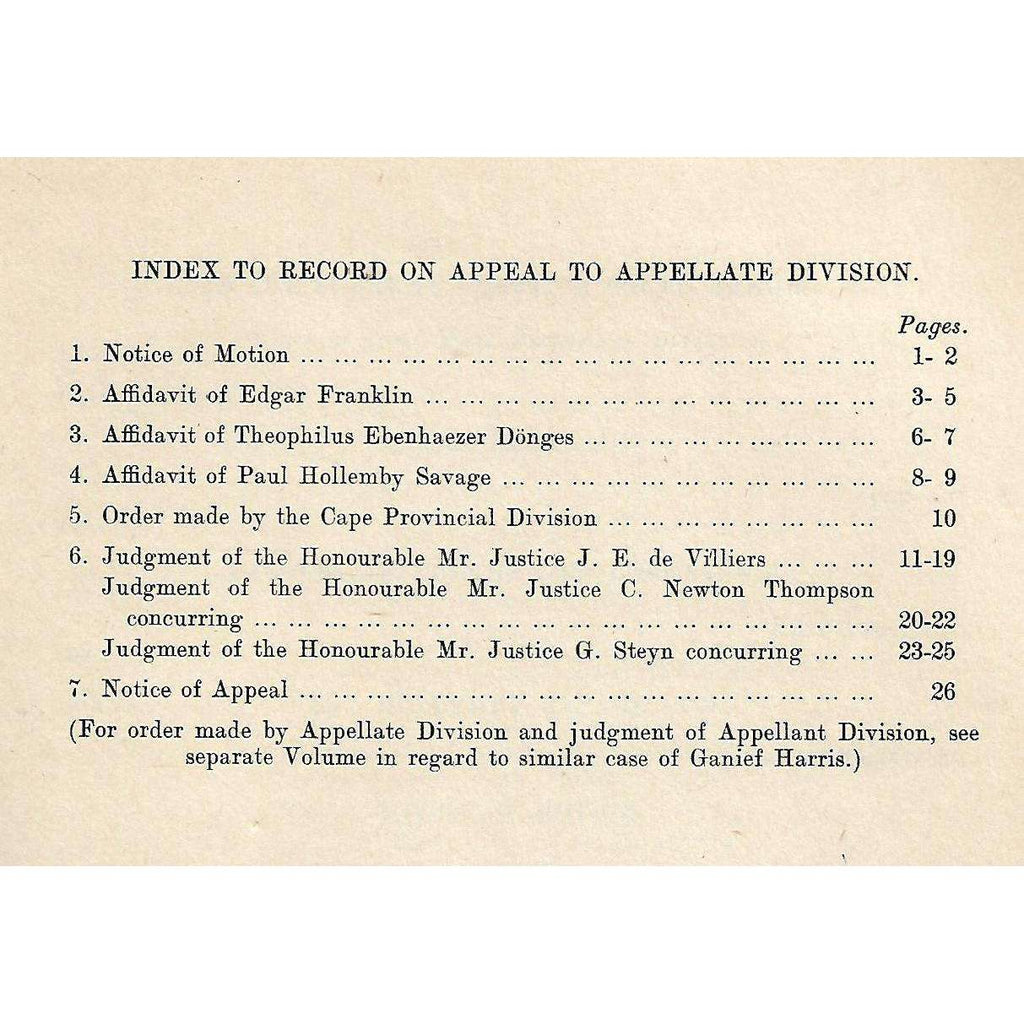 INDEX TO RECORD ON APPEAL TO APPELLATE DIVISION.
Pages.
1. Notice of Motion ... ... ... ... ... ... ... ... ... ... ... ... ... ... ... ... ... 1- 2
2. Affidavit of Edgar Franklin ... ... ... ... ... ... ... ... ... ... ... ... ... 3- 5
3. Affidavit of Theophilus Ebenhaezer Dönges ... ... ... ... ... ... ... ... ... 6- 7
4. Affidavit of Paul Hollemby Savage ... ... ... ... ... ... ... ... ... ... ... 8- 9
5. Order made by the Cape Provincial Division ... ... ... ... ... ... ... ... 10
6. Judgment of the Honourable Mr. Justice J. E. de Villiers ... ... ... 11-19
Judgment of the Honourable Mr. Justice C. Newton Thompson
concurring ... ... ... ... ... ... ... ... ... ... ... ... ... ... ... ... ... ... 20-22
Judgment of the Honourable Mr. Justice G. Steyn concurring ... ... 23-25
7. Notice of Appeal ... ... ... ... ... ... ... ... ... ... ... ... ... ... ... ... ... 26
(For order made by Appellate Division and judgment of Appellant Division, see
separate Volume in regard to similar case of Ganief Harris.)